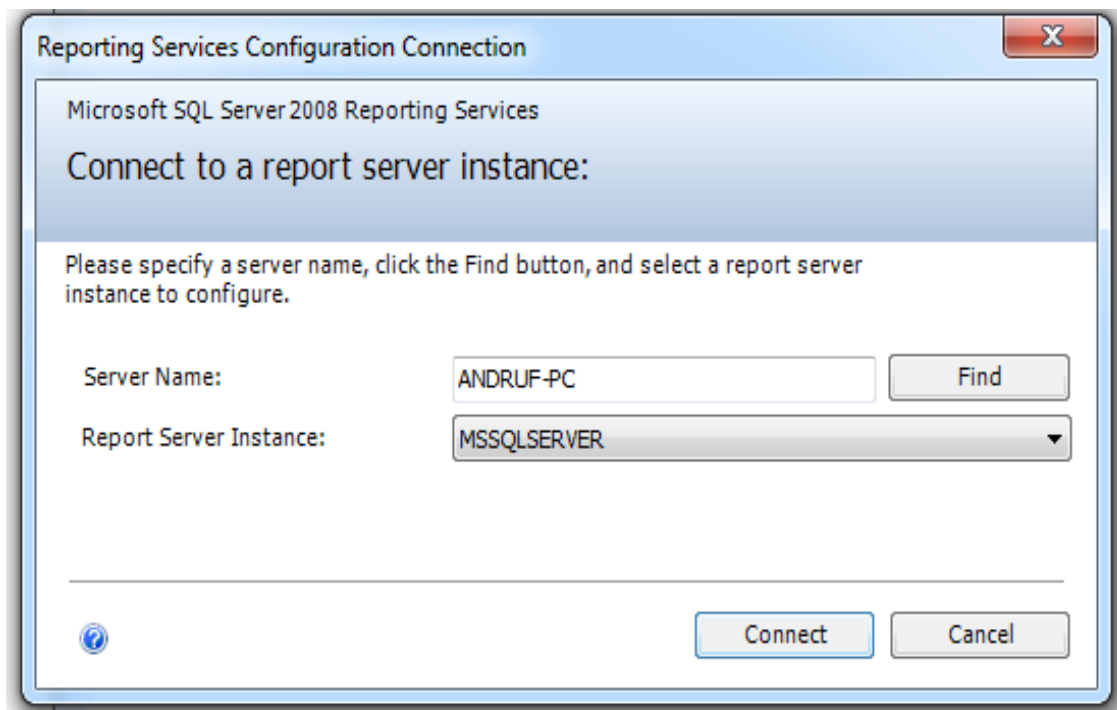 Reporting Services Configuration Connection
Microsoft SQL Server 2008 Reporting Services
Connect to a report server instance:
Please specify a server name, click the Find button, and select a report server
instance to configure.
Server Name:
ANDRUF-PC
Find
Report Server Instance:
MSSQLSERVER
Connect
Cancel